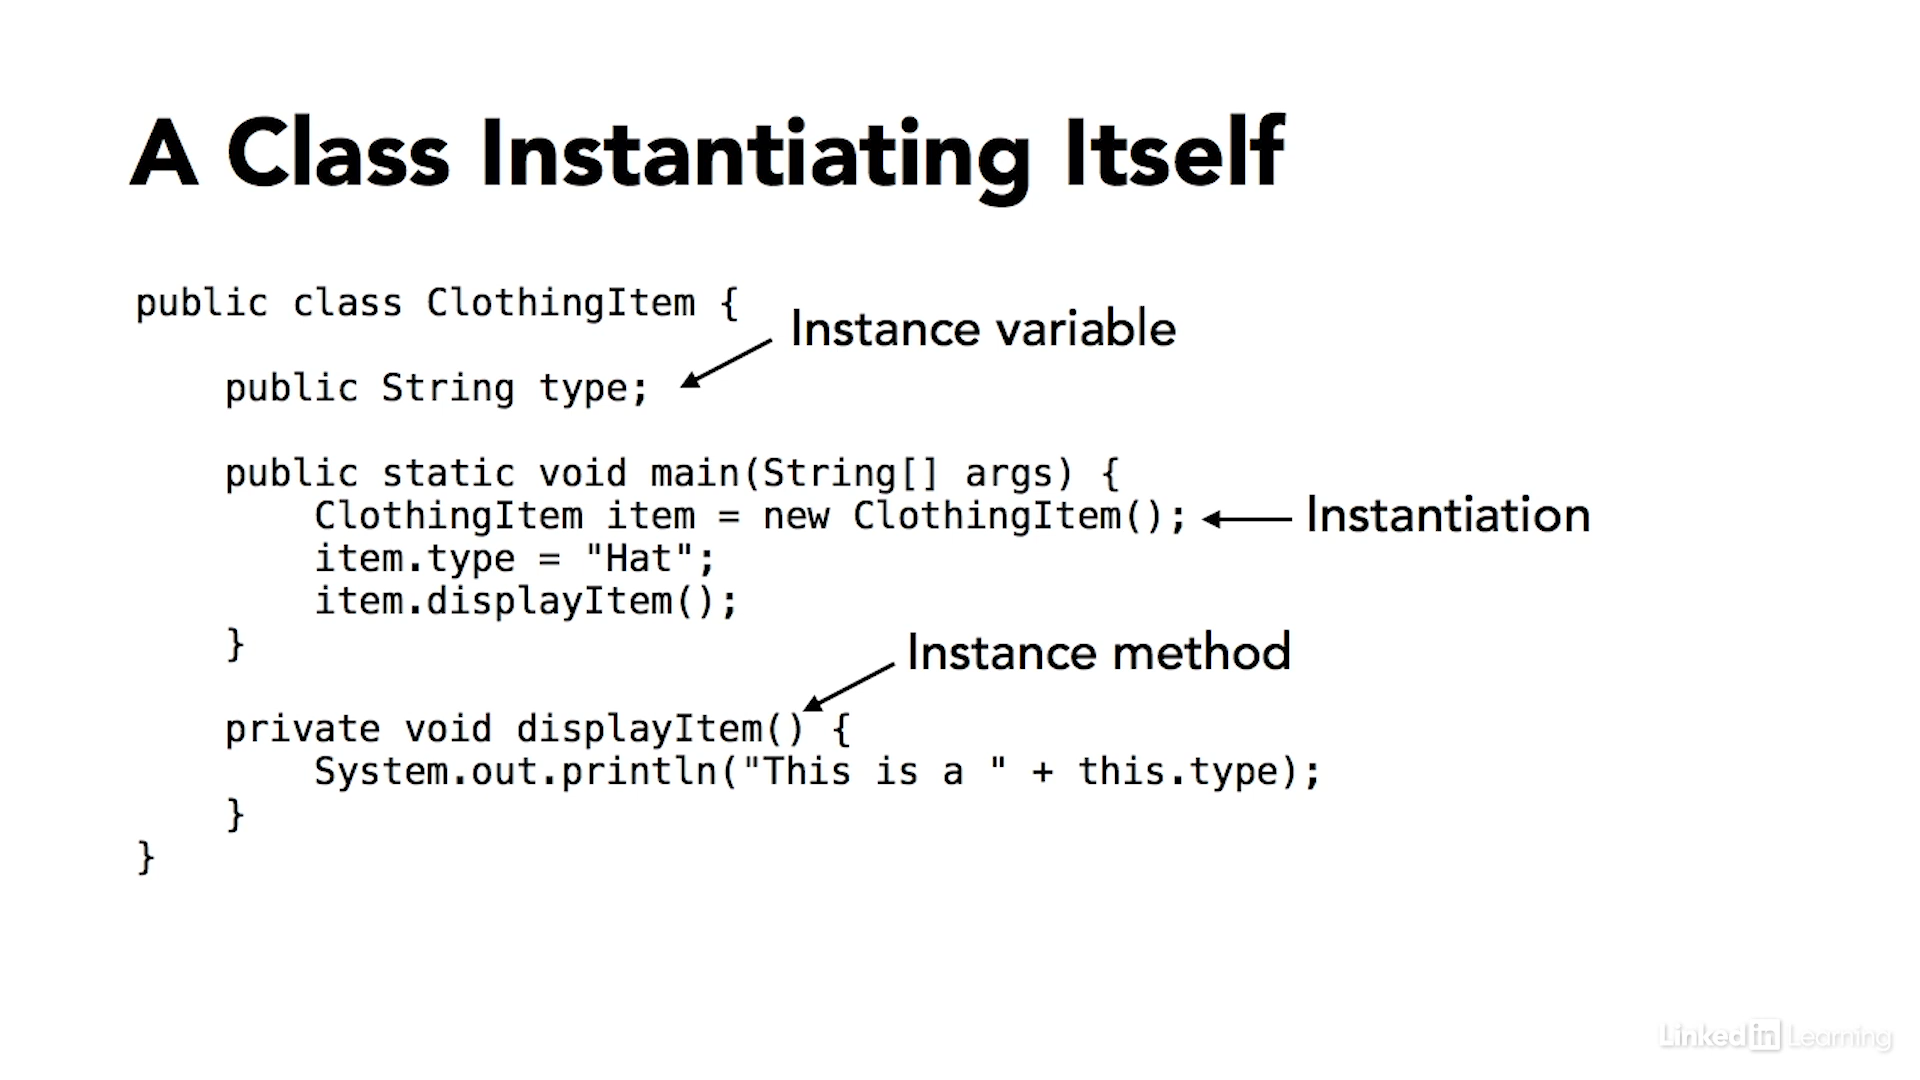 A Class Instantiating Itself
public class ClothingItem {
Instance variable
public String type;
public static void main(String[] args) {
ClothingItem item = new ClothingItem();
Instantiation
item.type = "Hat";
item.displayItem();
}
Instance method
private void displayItem() {
System.out.println("This is a " + this.type);
}
}
Linked in Learning